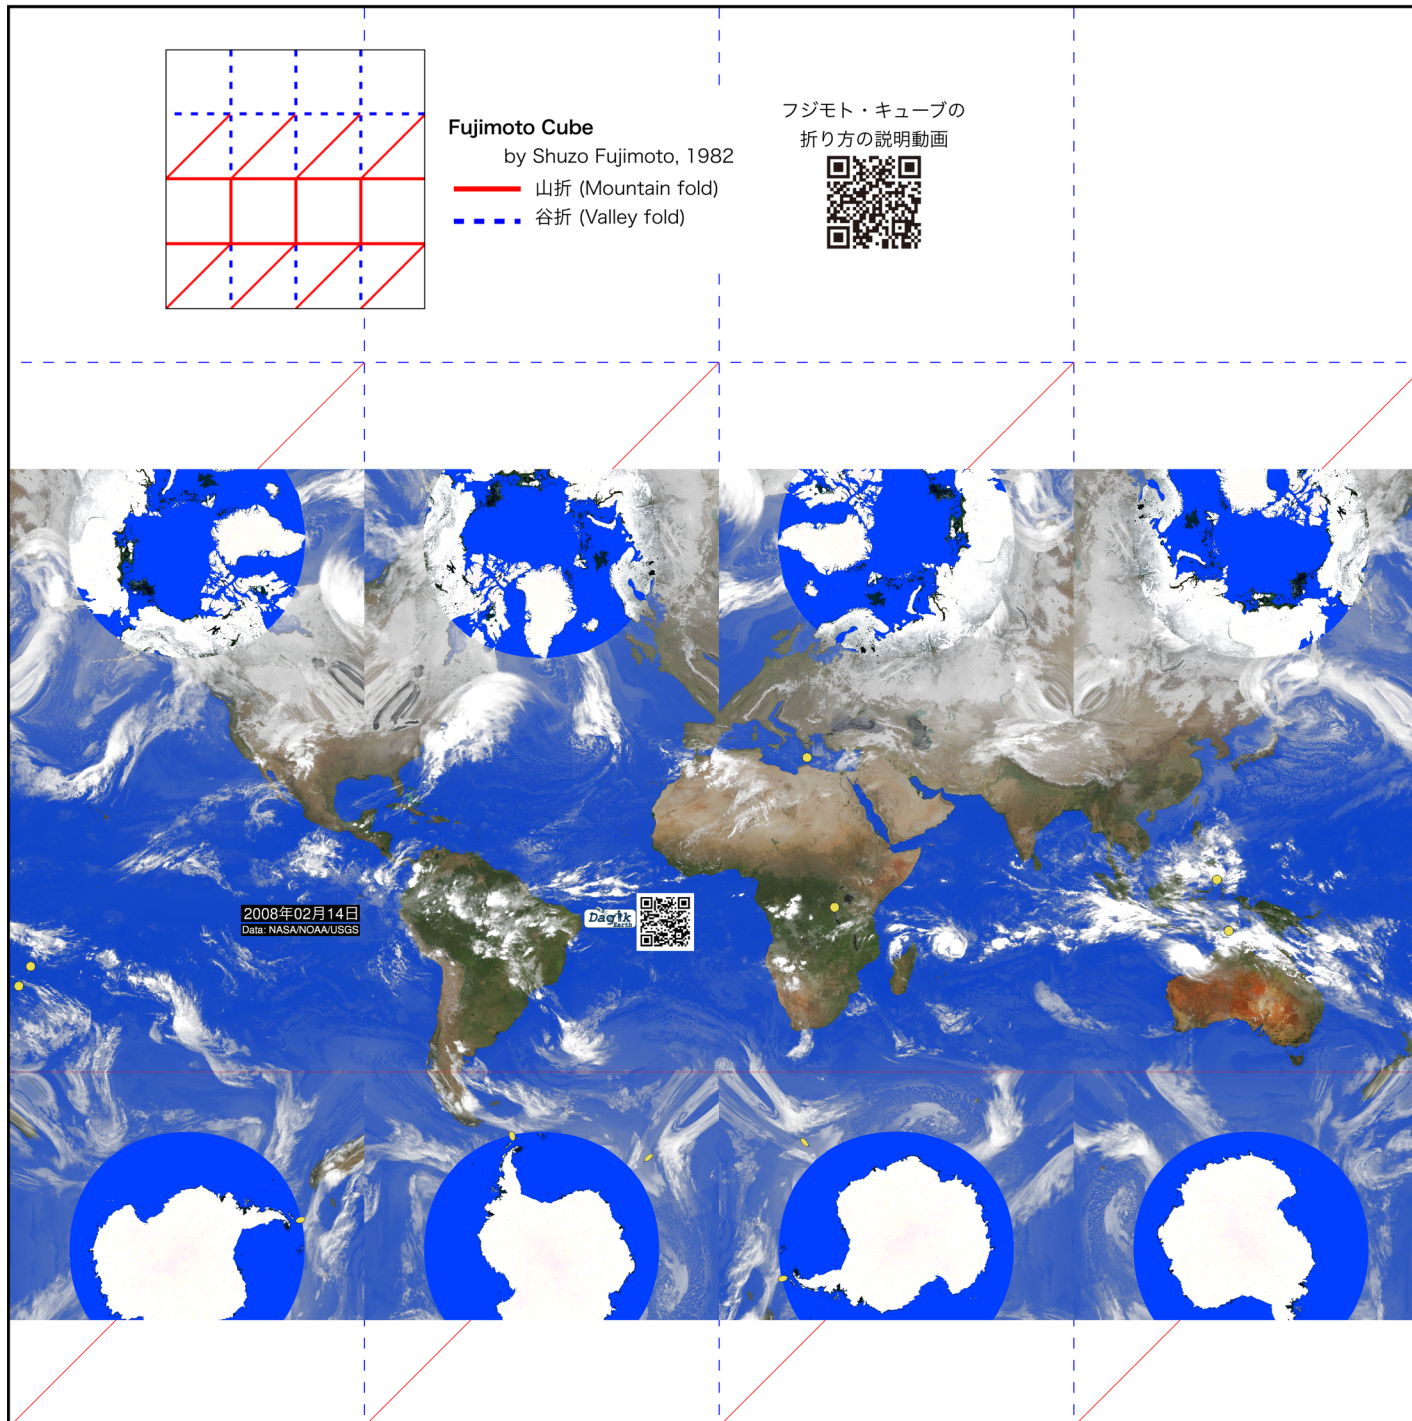 Fujimoto Cube
by Shuzo Fujimoto, 1982
山折 (Mountain fold)
谷折 (Valley fold)
フジモト・キューブの
折り方の説明動画
2008年02月14日
Data: NASA/NOAA/USGS
Dagik
Earth